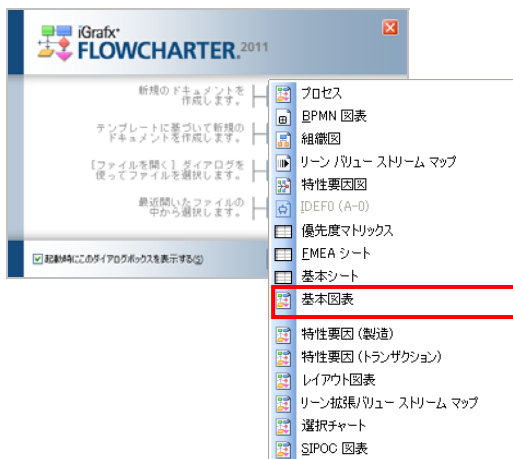 iGrafx
FLOWCHARTER. 2011
新規のドキュメントを
作成します。
テンプレートに基づいて新規の
ドキュメントを作成します。
[ファイルを開く] ダイアログを
使ってファイルを選択します。
最近開いたファイルの
中から選択します。
起動時にこのダイアログボックスを表示する(S)
プロセス
BPMN 図表
組織図
リーン バリュー ストリーム マップ
特性要因図
IDEF0 (A-0)
優先度マトリックス
FMEA シート
基本シート
基本図表
特性要因 (製造)
特性要因 (トランザクション)
レイアウト図表
リーン拡張バリュー ストリーム マップ
選択チャート
SIPOC 図表